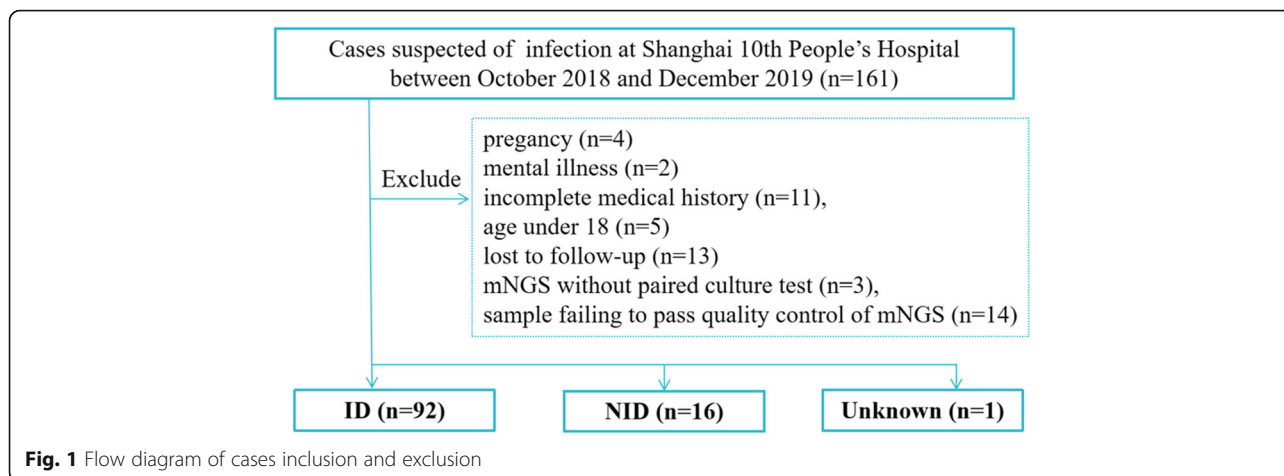 Cases suspected of infection at Shanghai 10th People's Hospital
between October 2018 and December 2019 (n=161)
Exclude
pregancy (n=4)
mental illness (n=2)
incomplete medical history (n=11),
age under 18 (n=5)
lost to follow-up (n=13)
mNGS without paired culture test (n=3),
sample failing to pass quality control of mNGS (n=14)
ID (n=92)
NID (n=16)
Unknown (n=1)
Fig. 1 Flow diagram of cases inclusion and exclusion